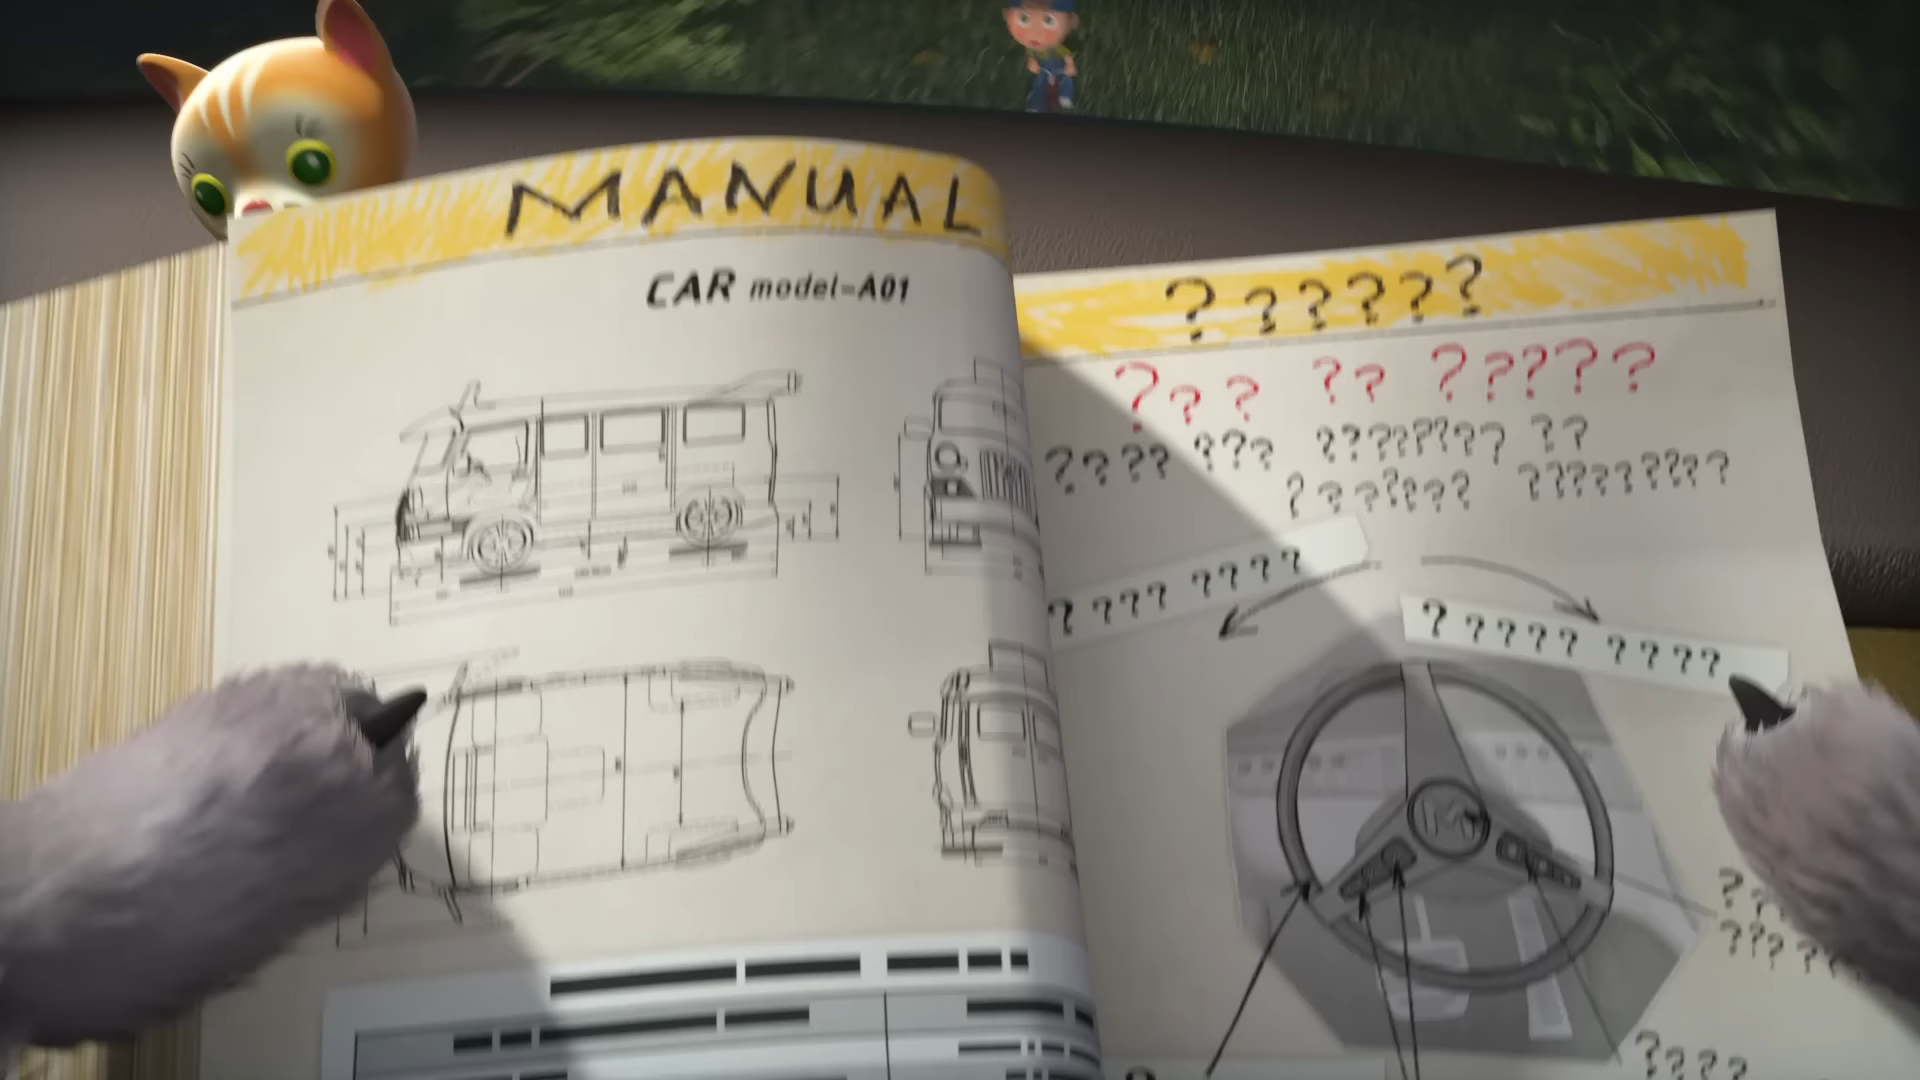 MANUAL
CAR model-A01
? ? ? ? ? ?
? ? ? ? ? ? ? ? ? ?
? ? ? ? ? ? ? ? ? ? ? ? ? ? ? ? ?
? ? ? ? ? ? ? ? ? ? ? ? ? ? ? ?
? ? ? ? ? ? ? ?
? ? ? ? ? ? ? ? ?
M
? ? ? ?